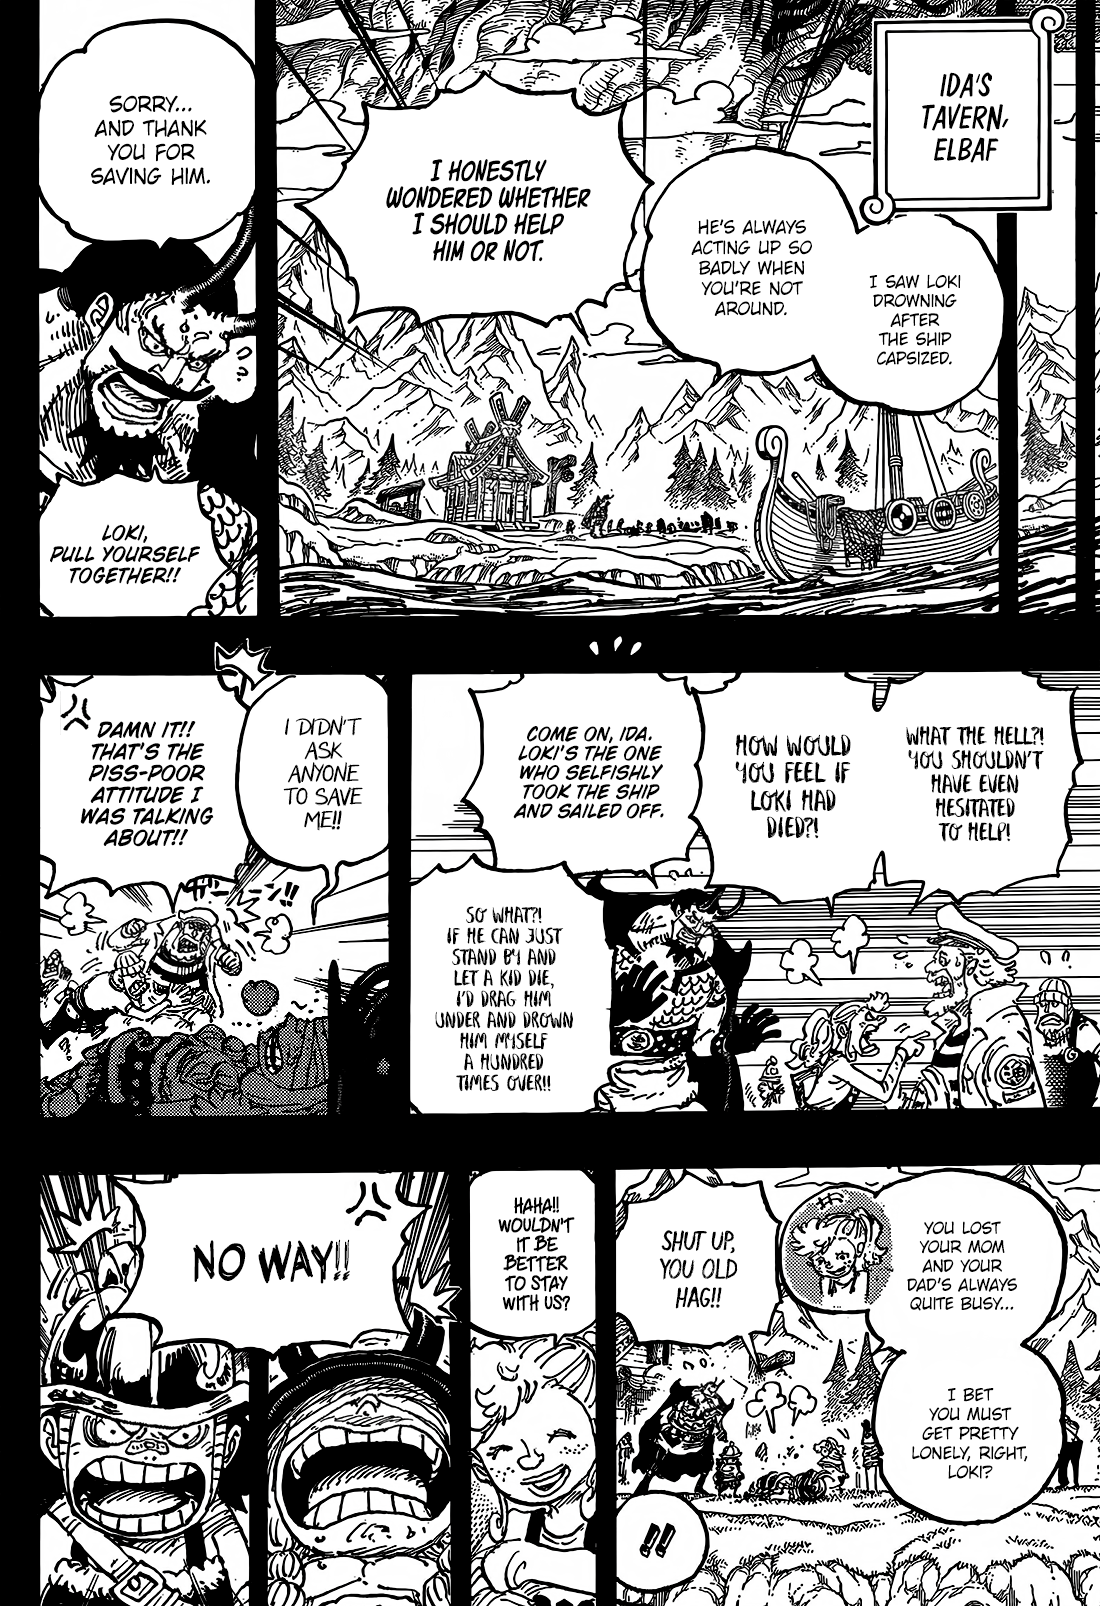 IDA'S
TAVERN,
ELBAF
I SAW LOKI
DROWNING
AFTER
THE SHIP
CAPSIZED.
HE'S ALWAYS
ACTING UP SO
BADLY WHEN
YOU'RE NOT
AROUND.
I HONESTLY
WONDERED WHETHER
I SHOULD HELP
HIM OR NOT.
SORRY...
AND THANK
YOU FOR
SAVING HIM.
LOKI,
PULL YOURSELF
TOGETHER!!
WHAT THE HELL?!
YOU SHOULDN'T
HAVE EVEN
HESITATED
TO HELP!
HOW WOULD
YOU FEEL IF
LOKI HAD
DIED?!
COME ON, IDA.
LOKI'S THE ONE
WHO SELFISHLY
TOOK THE SHIP
AND SAILED OFF.
SO WHAT?!
IF HE CAN JUST
STAND BY AND
LET A KID DIE,
I'D DRAG HIM
UNDER AND DROWN
HIM MYSELF
A HUNDRED
TIMES OVER!!
I DIDN'T
ASK
ANYONE
TO SAVE
ME!!
DAMN IT!!
THAT'S THE
PISS-POOR
ATTITUDE I
WAS TALKING
ABOUT!!
YOU LOST
YOUR MOM
AND YOUR
DAD'S ALWAYS
QUITE BUSY...
I BET
YOU MUST
GET PRETTY
LONELY, RIGHT,
LOKI?
SHUT UP,
YOU OLD
HAG!!
!!
HAHA!!
WOULDN'T
IT BE
BETTER
TO STAY
WITH US?
NO WAY!!